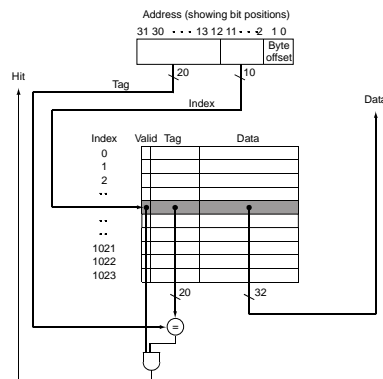 Address (showing bit positions)
31 30 ··· 13 12 11 ··· 2 1 0
Byte
offset
20
10
Hit
Tag
Index
Data
Index
Valid
Tag
Data
0
1
2
··
··
··
1021
1022
1023
20
32
=